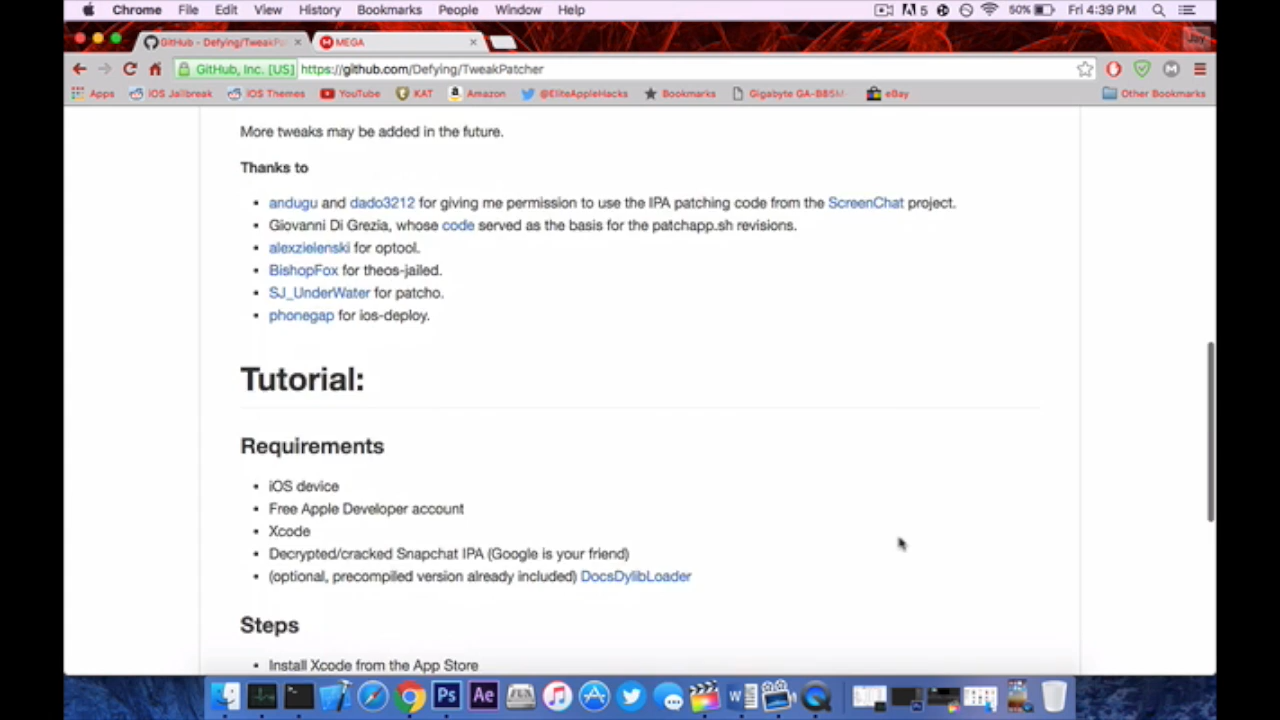 Chrome File Edit View History Bookmarks People Window Help 5 50% Fri 4:39 PM
GitHub - Defying/TweakPa MEGA Jay
GitHub, Inc. [US] https://github.com/Defying/TweakPatcher
Apps iOS Jailbreak iOS Themes YouTube KAT Amazon @EliteAppleHacks Bookmarks Gigabyte GA-B85M- eBay Other Bookmarks
More tweaks may be added in the future.
Thanks to
• andugu and dado3212 for giving me permission to use the IPA patching code from the ScreenChat project.
• Giovanni Di Grezia, whose code served as the basis for the patchapp.sh revisions.
• alexzielenski for optool.
• BishopFox for theos-jailed.
• SJ_UnderWater for patcho.
• phonegap for ios-deploy.
Tutorial:
Requirements
• iOS device
• Free Apple Developer account
• Xcode
• Decrypted/cracked Snapchat IPA (Google is your friend)
• (optional, precompiled version already included) DocsDylibLoader
Steps
• Install Xcode from the App Store
Ps Ae